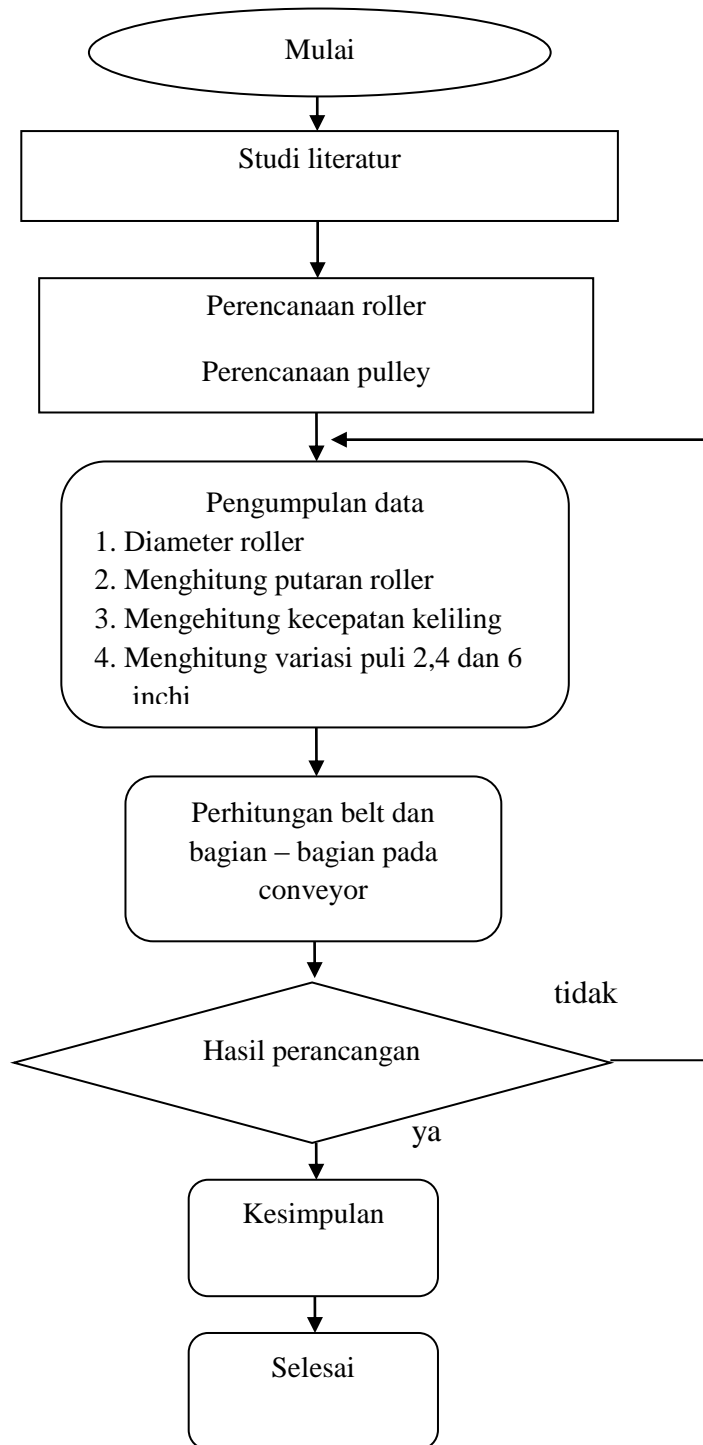 Mulai
Studi literatur
Perencanaan roller
Perencanaan pulley
Pengumpulan data
1. Diameter roller
2. Menghitung putaran roller
3. Mengehitung kecepatan keliling
4. Menghitung variasi puli 2,4 dan 6
inchi
Perhitungan belt dan
bagian – bagian pada
conveyor
tidak
Hasil perancangan
ya
Kesimpulan
Selesai